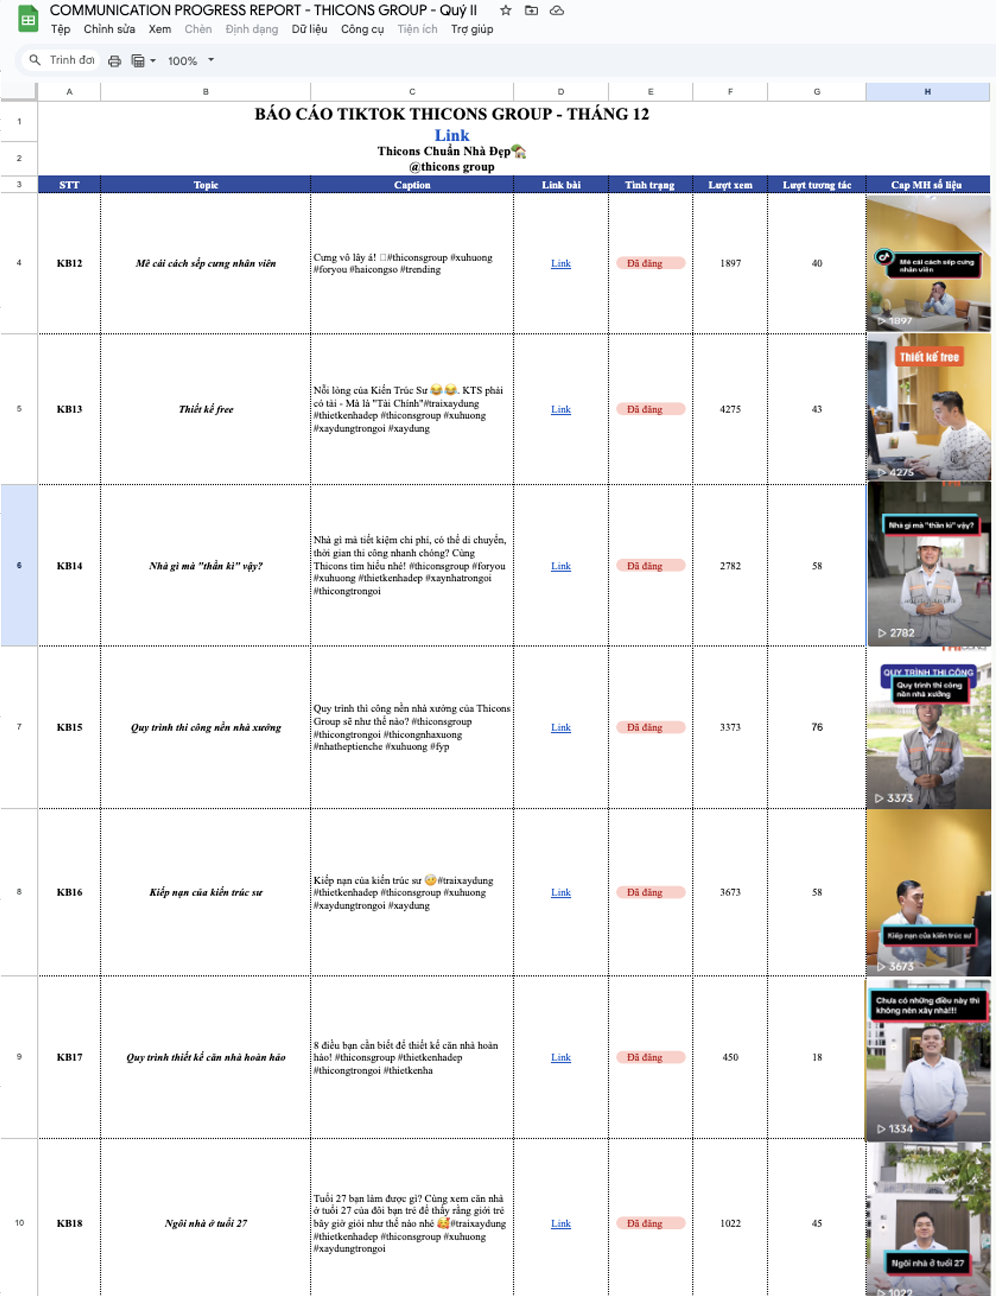 COMMUNICATION PROGRESS REPORT - THICONS GROUP - Quý II
Tệp Chỉnh sửa Xem Chèn Định dạng Dữ liệu Công cụ Tiện ích Trợ giúp
Trình đơn 100%
A B C D E F G H
1 BÁO CÁO TIKTOK THICONS GROUP - THÁNG 12
Link
2 Thicons Chuẩn Nhà Đẹp🏡
@thicons group
3 STT Topic Caption Link bài Tình trạng Lượt xem Lượt tương tác Cap MH số liệu
4 KB12 Mê cái cách sếp cưng nhân viên
Cưng vô lây á! #thiconsgroup #xuhuong
#foryou #haicongso #trending
Link Đã đăng 1897 40
Mê cái cách sếp cưng
nhân viên
1897
5 KB13 Thiết kế free
Nỗi lòng của Kiến Trúc Sư 😂😂. KTS phải
có tài - Mà là "Tài Chính"#traixaydung
#thietkenhadep #thiconsgroup #xuhuong
#xaydungtrongoi #xaydung
Link Đã đăng 4275 43
Thiết kế free
4275
6 KB14 Nhà gì mà "thần kì" vậy?
Nhà gì mà tiết kiệm chi phí, có thể di chuyển,
thời gian thi công nhanh chóng? Cùng
Thicons tìm hiểu nhé! #thiconsgroup #foryou
#xuhuong #thietkenhadep #xaynhatrongoi
#thicongtrongoi
Link Đã đăng 2782 58
Nhà gì mà "thần kì" vậy?
2782
7 KB15 Quy trình thi công nền nhà xưởng
Quy trình thi công nền nhà xưởng của Thicons
Group sẽ như thế nào? #thiconsgroup
#thicongtrongoi #thicongnhaxuong
#nhatheptienche #xuhuong #fyp
Link Đã đăng 3373 76
QUY TRÌNH THI CÔNG
Quy trình thi công
nền nhà xưởng
3373
8 KB16 Kiếp nạn của kiến trúc sư
Kiếp nạn của kiến trúc sư 🤕#traixaydung
#thietkenhadep #thiconsgroup #xuhuong
#xaydungtrongoi #xaydung
Link Đã đăng 3673 58
Kiếp nạn của kiến trúc sư
3673
9 KB17 Quy trình thiết kế căn nhà hoàn hảo
8 điều bạn cần biết để thiết kế căn nhà hoàn
hảo! #thiconsgroup #thietkenhadep
#thicongtrongoi #thietkenha
Link Đã đăng 450 18
Chưa có những điều này thì
không nên xây nhà!!!
1334
10 KB18 Ngôi nhà ở tuổi 27
Tuổi 27 bạn làm được gì? Cùng xem căn nhà
ở tuổi 27 của đôi bạn trẻ để thấy rằng giới trẻ
bây giờ giỏi như thế nào nhé 🥰#traixaydung
#thietkenhadep #thiconsgroup #xuhuong
#xaydungtrongoi
Link Đã đăng 1022 45
Ngôi nhà ở tuổi 27
1022